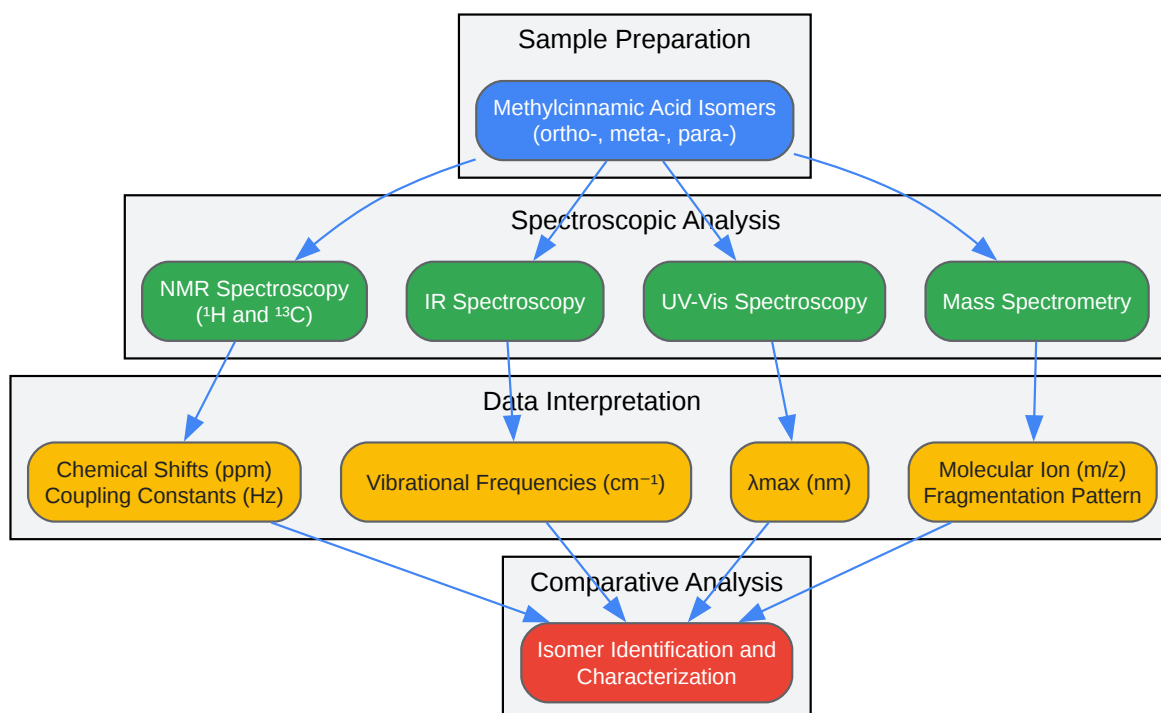 Sample Preparation
Methylcinnamic Acid Isomers
(ortho-, meta-, para-)
Spectroscopic Analysis
NMR Spectroscopy
(¹H and ¹³C)
IR Spectroscopy
UV-Vis Spectroscopy
Mass Spectrometry
Data Interpretation
Chemical Shifts (ppm)
Coupling Constants (Hz)
Vibrational Frequencies (cm⁻¹)
λmax (nm)
Molecular Ion (m/z)
Fragmentation Pattern
Comparative Analysis
Isomer Identification and
Characterization